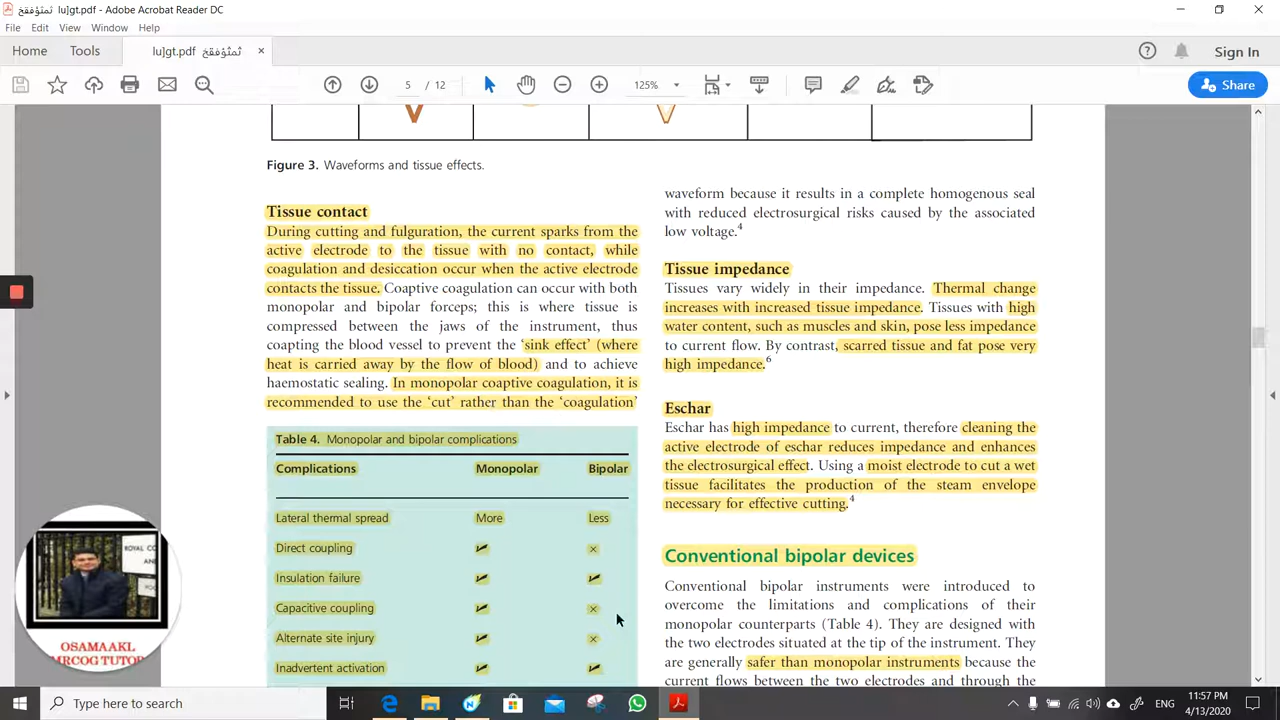 ثمثؤفقخ lu]gt.pdf - Adobe Acrobat Reader DC
File Edit View Window Help
Home Tools lu]gt.pdf ثمثؤفقخ × Sign In
5 / 12 125% Share
Figure 3. Waveforms and tissue effects.
Tissue contact
During cutting and fulguration, the current sparks from the
active electrode to the tissue with no contact, while
coagulation and desiccation occur when the active electrode
contacts the tissue. Coaptive coagulation can occur with both
monopolar and bipolar forceps; this is where tissue is
compressed between the jaws of the instrument, thus
coapting the blood vessel to prevent the ‘sink effect’ (where
heat is carried away by the flow of blood) and to achieve
haemostatic sealing. In monopolar coaptive coagulation, it is
recommended to use the ‘cut’ rather than the ‘coagulation’
Table 4. Monopolar and bipolar complications
Complications Monopolar Bipolar
Lateral thermal spread More Less
Direct coupling ✓ ×
Insulation failure ✓ ✓
Capacitive coupling ✓ ×
Alternate site injury ✓ ×
Inadvertent activation ✓ ✓
waveform because it results in a complete homogenous seal
with reduced electrosurgical risks caused by the associated
low voltage.4
Tissue impedance
Tissues vary widely in their impedance. Thermal change
increases with increased tissue impedance. Tissues with high
water content, such as muscles and skin, pose less impedance
to current flow. By contrast, scarred tissue and fat pose very
high impedance.6
Eschar
Eschar has high impedance to current, therefore cleaning the
active electrode of eschar reduces impedance and enhances
the electrosurgical effect. Using a moist electrode to cut a wet
tissue facilitates the production of the steam envelope
necessary for effective cutting.4
Conventional bipolar devices
Conventional bipolar instruments were introduced to
overcome the limitations and complications of their
monopolar counterparts (Table 4). They are designed with
the two electrodes situated at the tip of the instrument. They
are generally safer than monopolar instruments because the
current flows between the two electrodes and through the
ROYAL CO
AN
OSAMA AKL
MRCOG TUTOR
Type here to search
ENG
11:57 PM
4/13/2020